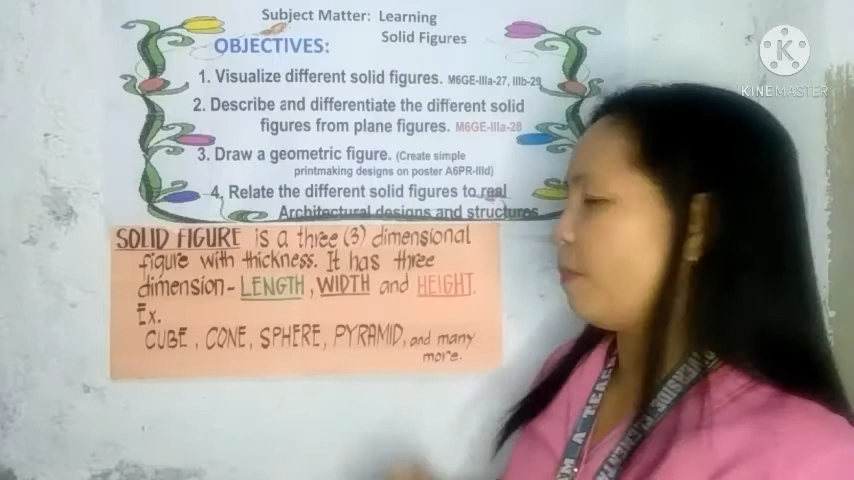 Subject Matter: Learning
Solid Figures
OBJECTIVES:
1. Visualize different solid figures. M6GE-IIIa-27, IIIb-29
2. Describe and differentiate the different solid
figures from plane figures. M6GE-IIIa-28
3. Draw a geometric figure. (Create simple
printmaking designs on poster A6PR-IIId)
4. Relate the different solid figures to real
Architectural designs and structures
SOLID FIGURE is a three (3) dimensional
figure with thickness. It has three
dimension - LENGTH, WIDTH and HEIGHT.
Ex.
CUBE, CONE, SPHERE, PYRAMID, and many
more.
K
KINEMASTER
M A TEA